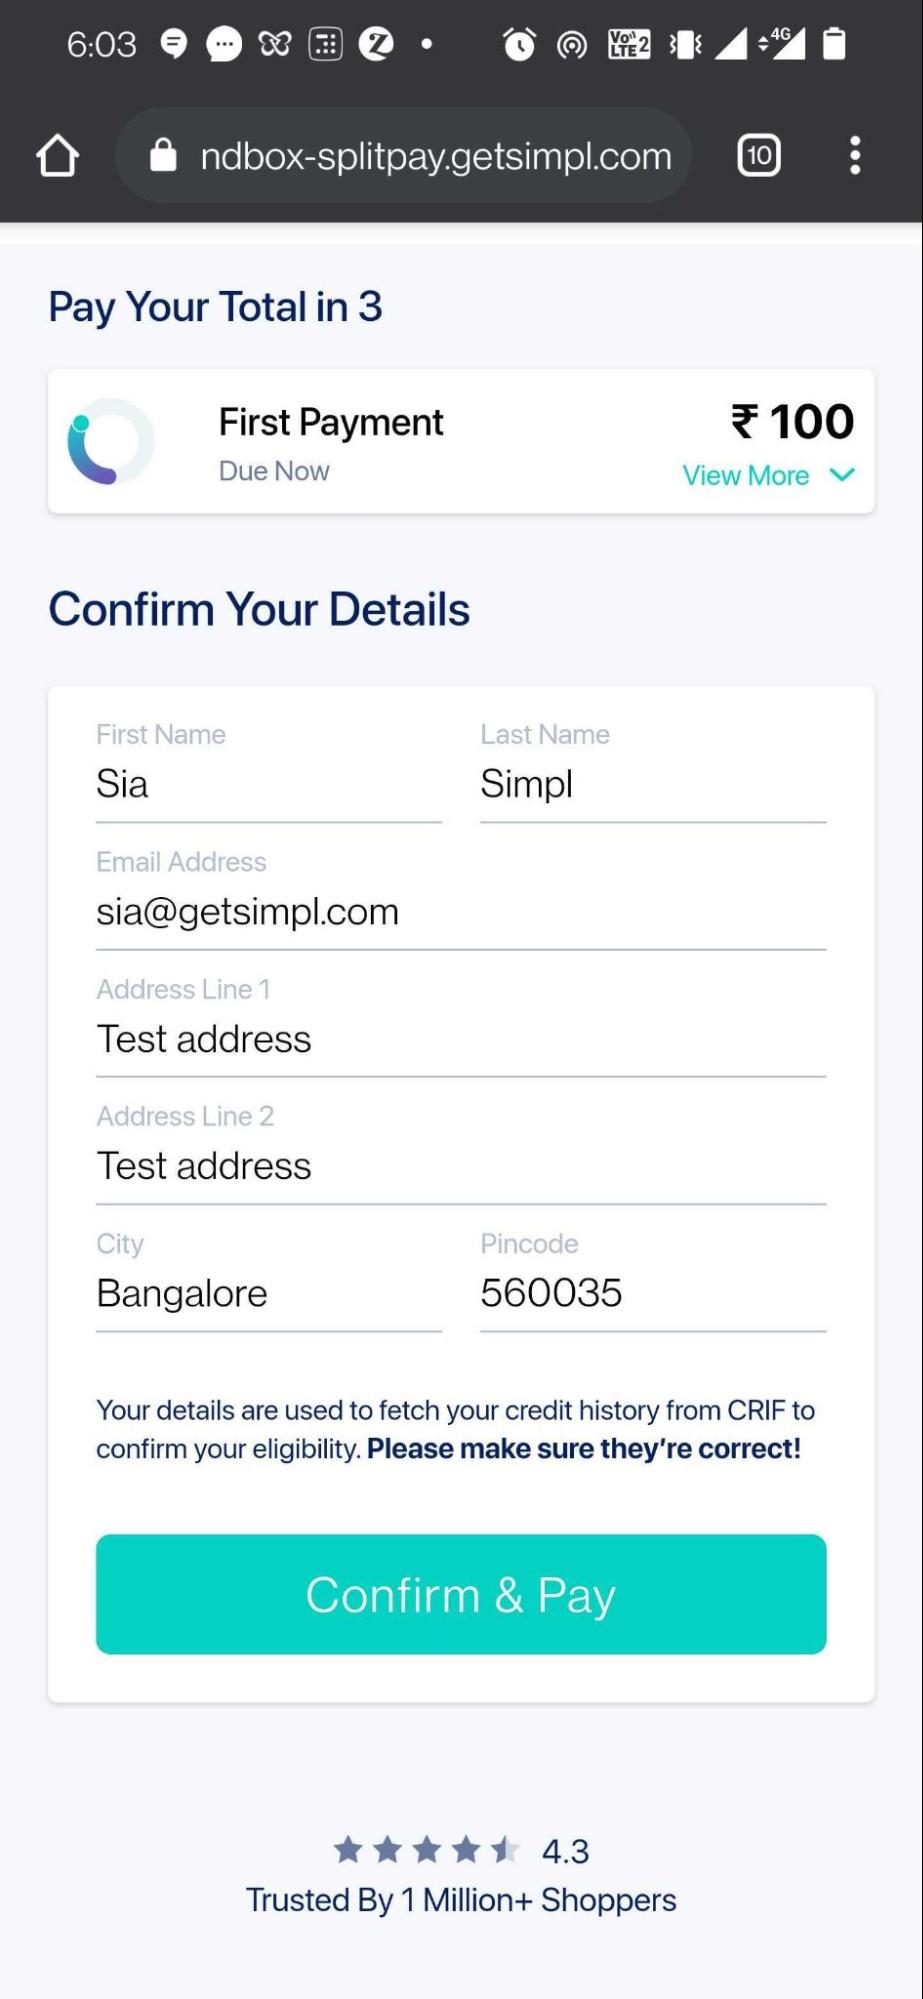 6:03
Vo)) LTE2
4G
ndbox-splitpay.getsimpl.com
10
Pay Your Total in 3
First Payment
₹ 100
Due Now
View More
Confirm Your Details
First Name
Last Name
Sia
Simpl
Email Address
sia@getsimpl.com
Address Line 1
Test address
Address Line 2
Test address
City
Pincode
Bangalore
560035
Your details are used to fetch your credit history from CRIF to
confirm your eligibility. Please make sure they're correct!
Confirm & Pay
4.3
Trusted By 1 Million+ Shoppers